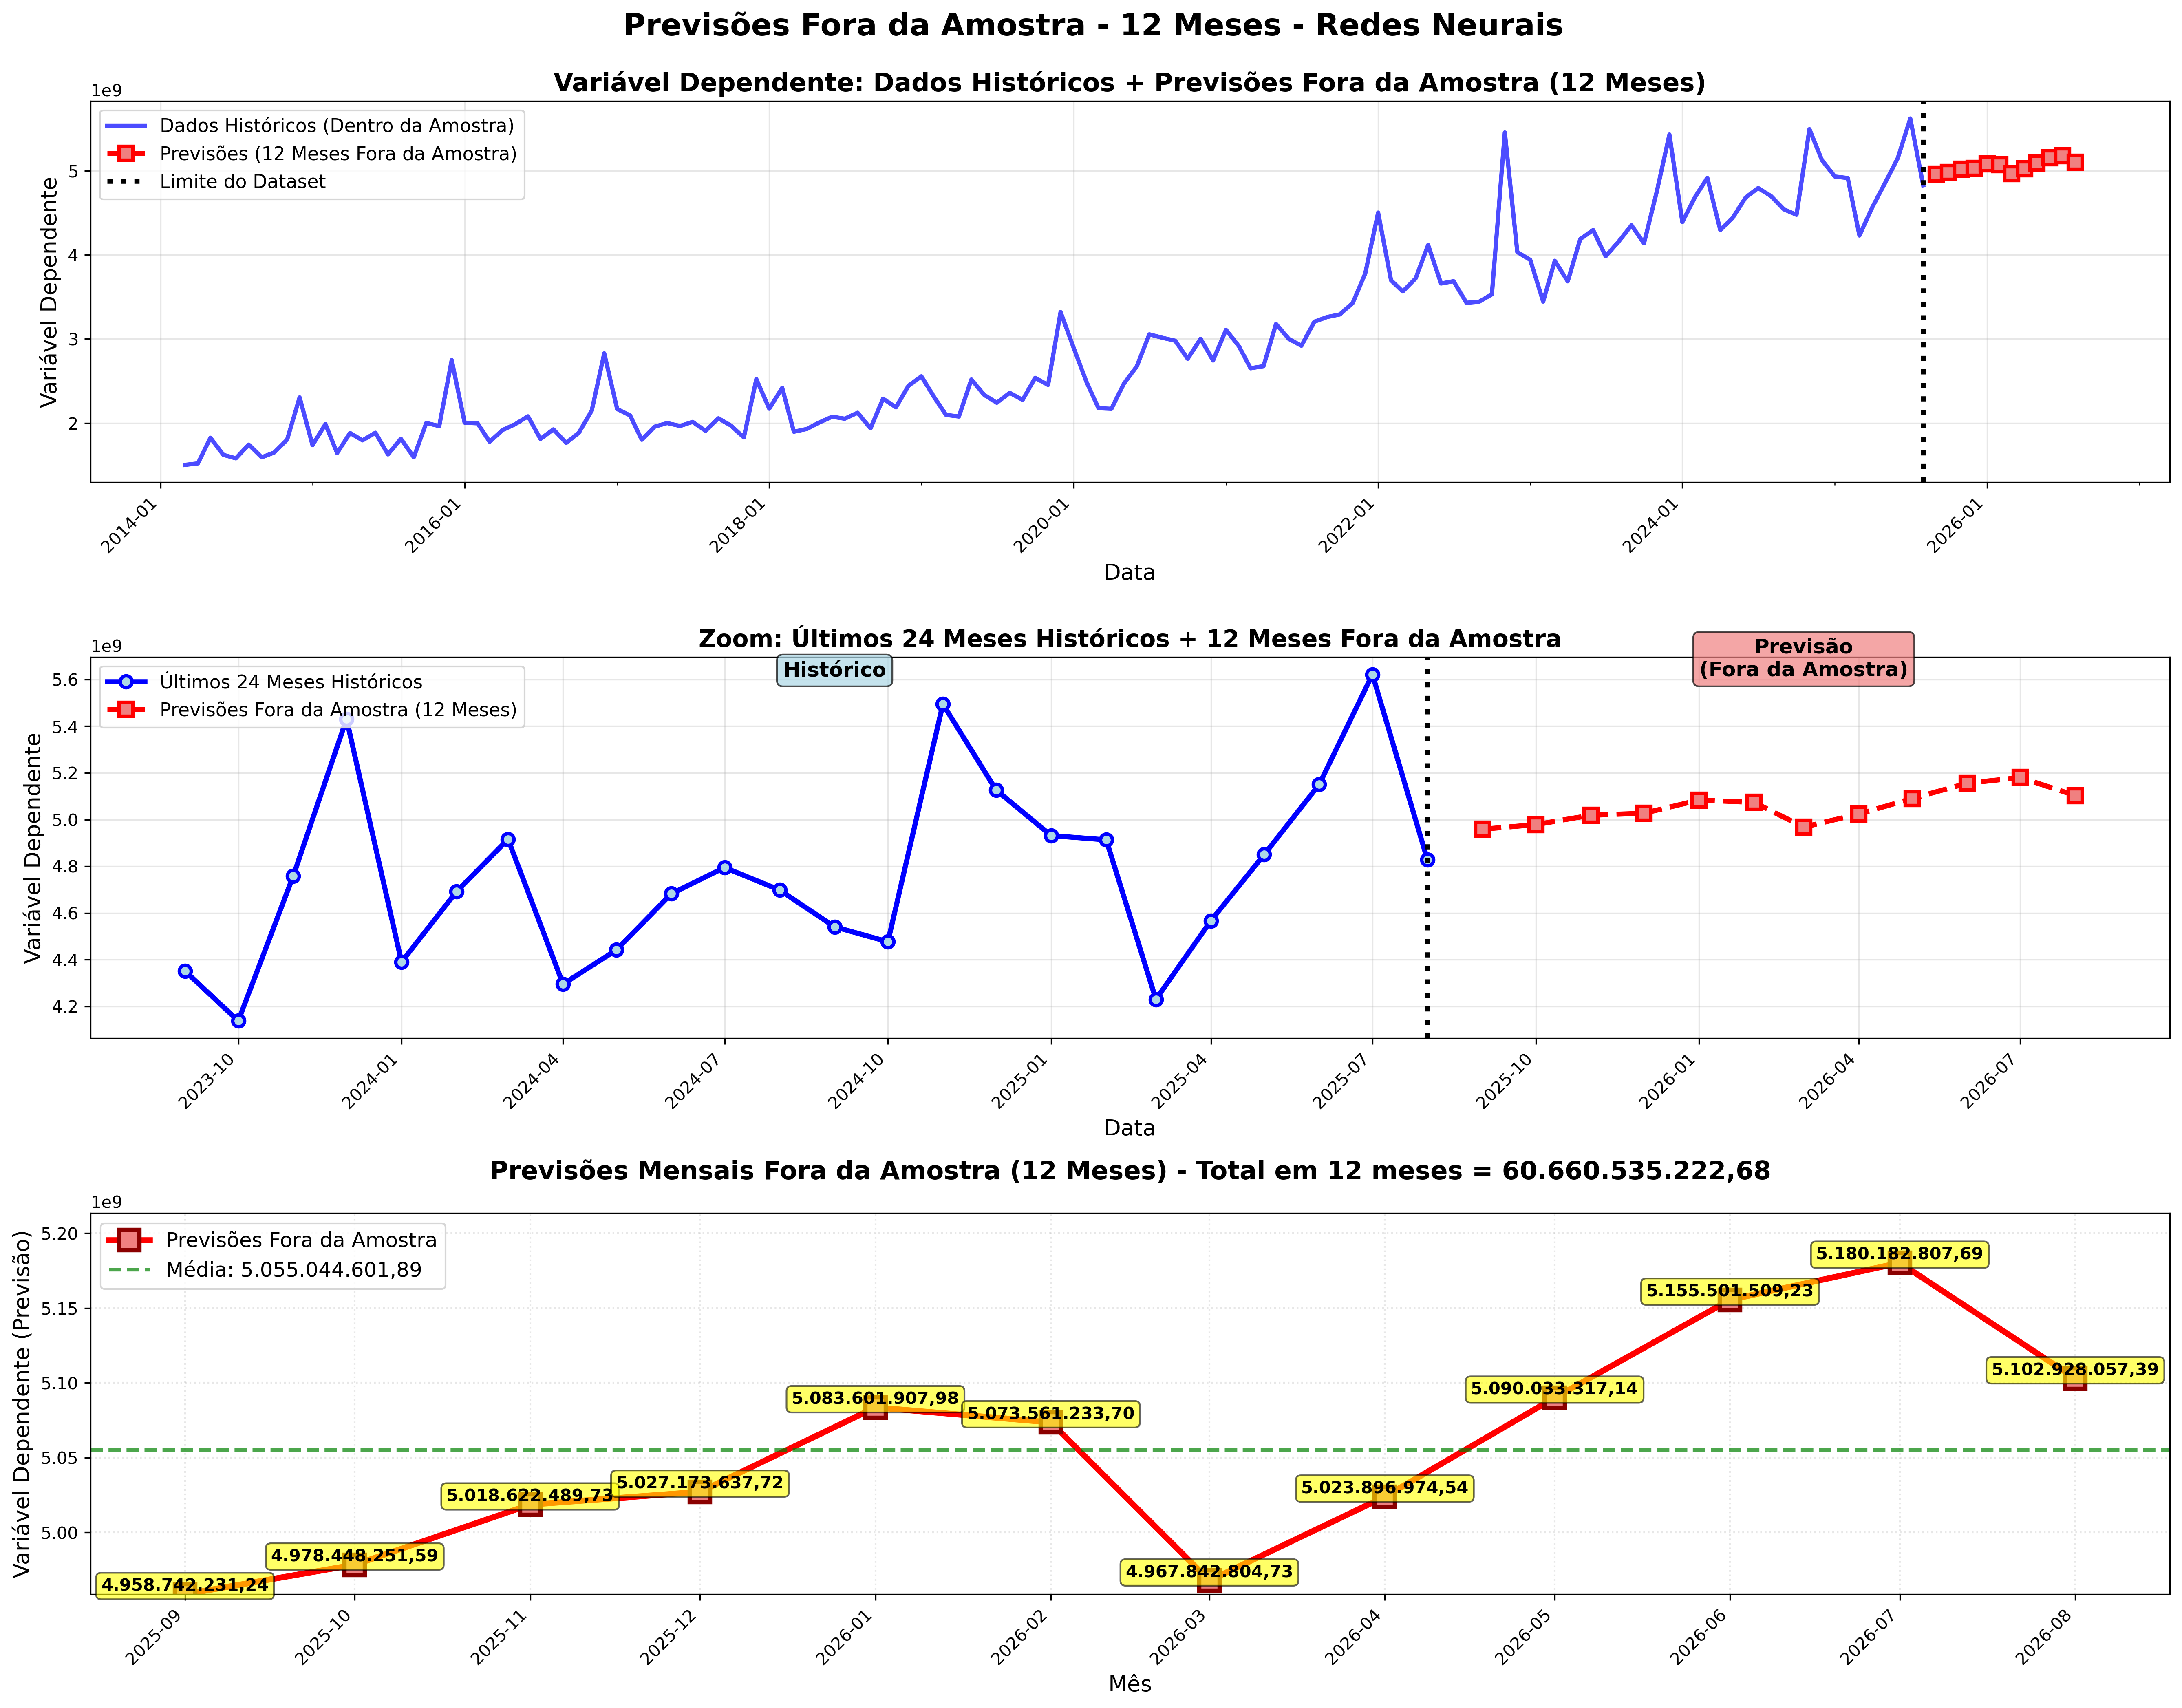 Previsões Fora da Amostra - 12 Meses - Redes Neurais
Variável Dependente: Dados Históricos + Previsões Fora da Amostra (12 Meses)
1e9
Dados Históricos (Dentro da Amostra)
Previsões (12 Meses Fora da Amostra)
Limite do Dataset
Variável Dependente
5
4
3
2
2014-01
2016-01
2018-01
2020-01
2022-01
2024-01
2026-01
Data
Zoom: Últimos 24 Meses Históricos + 12 Meses Fora da Amostra
1e9
Últimos 24 Meses Históricos
Previsões Fora da Amostra (12 Meses)
Histórico
Previsão
(Fora da Amostra)
Variável Dependente
5.6
5.4
5.2
5.0
4.8
4.6
4.4
4.2
2023-10
2024-01
2024-04
2024-07
2024-10
2025-01
2025-04
2025-07
2025-10
2026-01
2026-04
2026-07
Data
Previsões Mensais Fora da Amostra (12 Meses) - Total em 12 meses = 60.660.535.222,68
1e9
Previsões Fora da Amostra
Média: 5.055.044.601,89
Variável Dependente (Previsão)
5.20
5.15
5.10
5.05
5.00
4.958.742.231,24
4.978.448.251,59
5.018.622.489,73
5.027.173.637,72
5.083.601.907,98
5.073.561.233,70
4.967.842.804,73
5.023.896.974,54
5.090.033.317,14
5.155.501.509,23
5.180.182.807,69
5.102.928.057,39
2025-09
2025-10
2025-11
2025-12
2026-01
2026-02
2026-03
2026-04
2026-05
2026-06
2026-07
2026-08
Mês